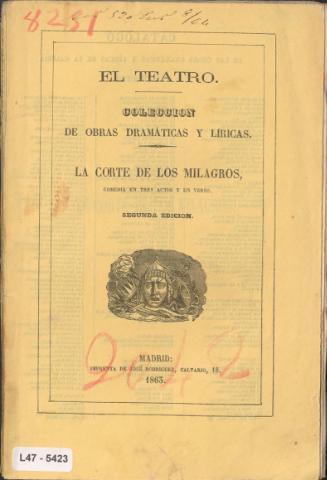 8251
EL TEATRO.
COLECCION
DE OBRAS DRAMÁTICAS Y LÍRICAS.
LA CORTE DE LOS MILAGROS,
COMEDIA EN TRES ACTOS Y EN VERSO.
SEGUNDA EDICION.
MADRID:
IMPRENTA DE JOSÉ RODRIGUEZ, CALVARIO, 18.
1863.
L47 - 5423